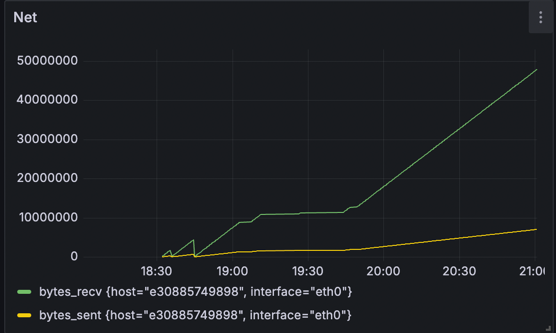 Net
50000000
40000000
30000000
20000000
10000000
0
18:30 19:00 19:30 20:00 20:30 21:00
bytes_recv {host="e30885749898", interface="eth0"}
bytes_sent {host="e30885749898", interface="eth0"}